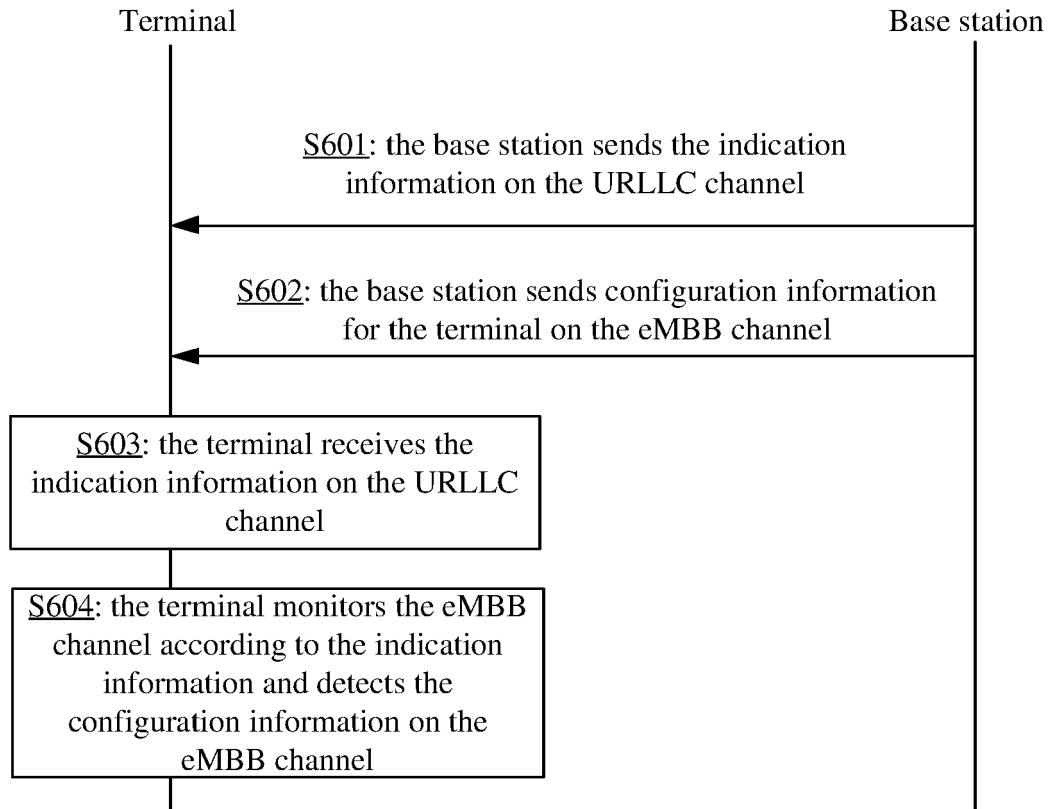 Terminal
Base station
S601: the base station sends the indication
information on the URLLC channel
S602: the base station sends configuration information
for the terminal on the eMBB channel
S603: the terminal receives the
indication information on the URLLC
channel
S604: the terminal monitors the eMBB
channel according to the indication
information and detects the
configuration information on the
eMBB channel